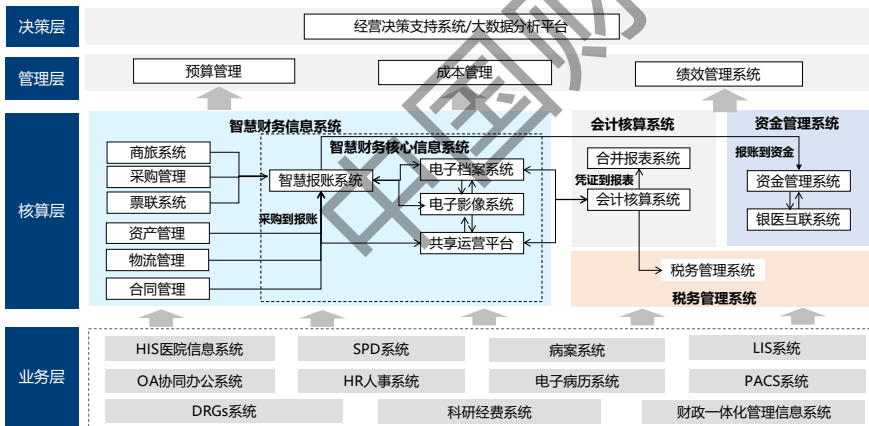 决策层
经营决策支持系统/大数据分析平台
管理层
预算管理
成本管理
绩效管理系统
核算层
智慧财务信息系统
智慧财务核心信息系统
商旅系统
采购管理
票联系统
资产管理
物流管理
合同管理
采购到报账
智慧报账系统
电子档案系统
电子影像系统
共享运营平台
会计核算系统
合并报表系统
凭证到报表
会计核算系统
资金管理系统
报账到资金
资金管理系统
银医互联系统
税务管理系统
税务管理系统
业务层
HIS医院信息系统
SPD系统
病案系统
LIS系统
OA协同办公系统
HR人事系统
电子病历系统
PACS系统
DRGs系统
科研经费系统
财政一体化管理信息系统
中国财